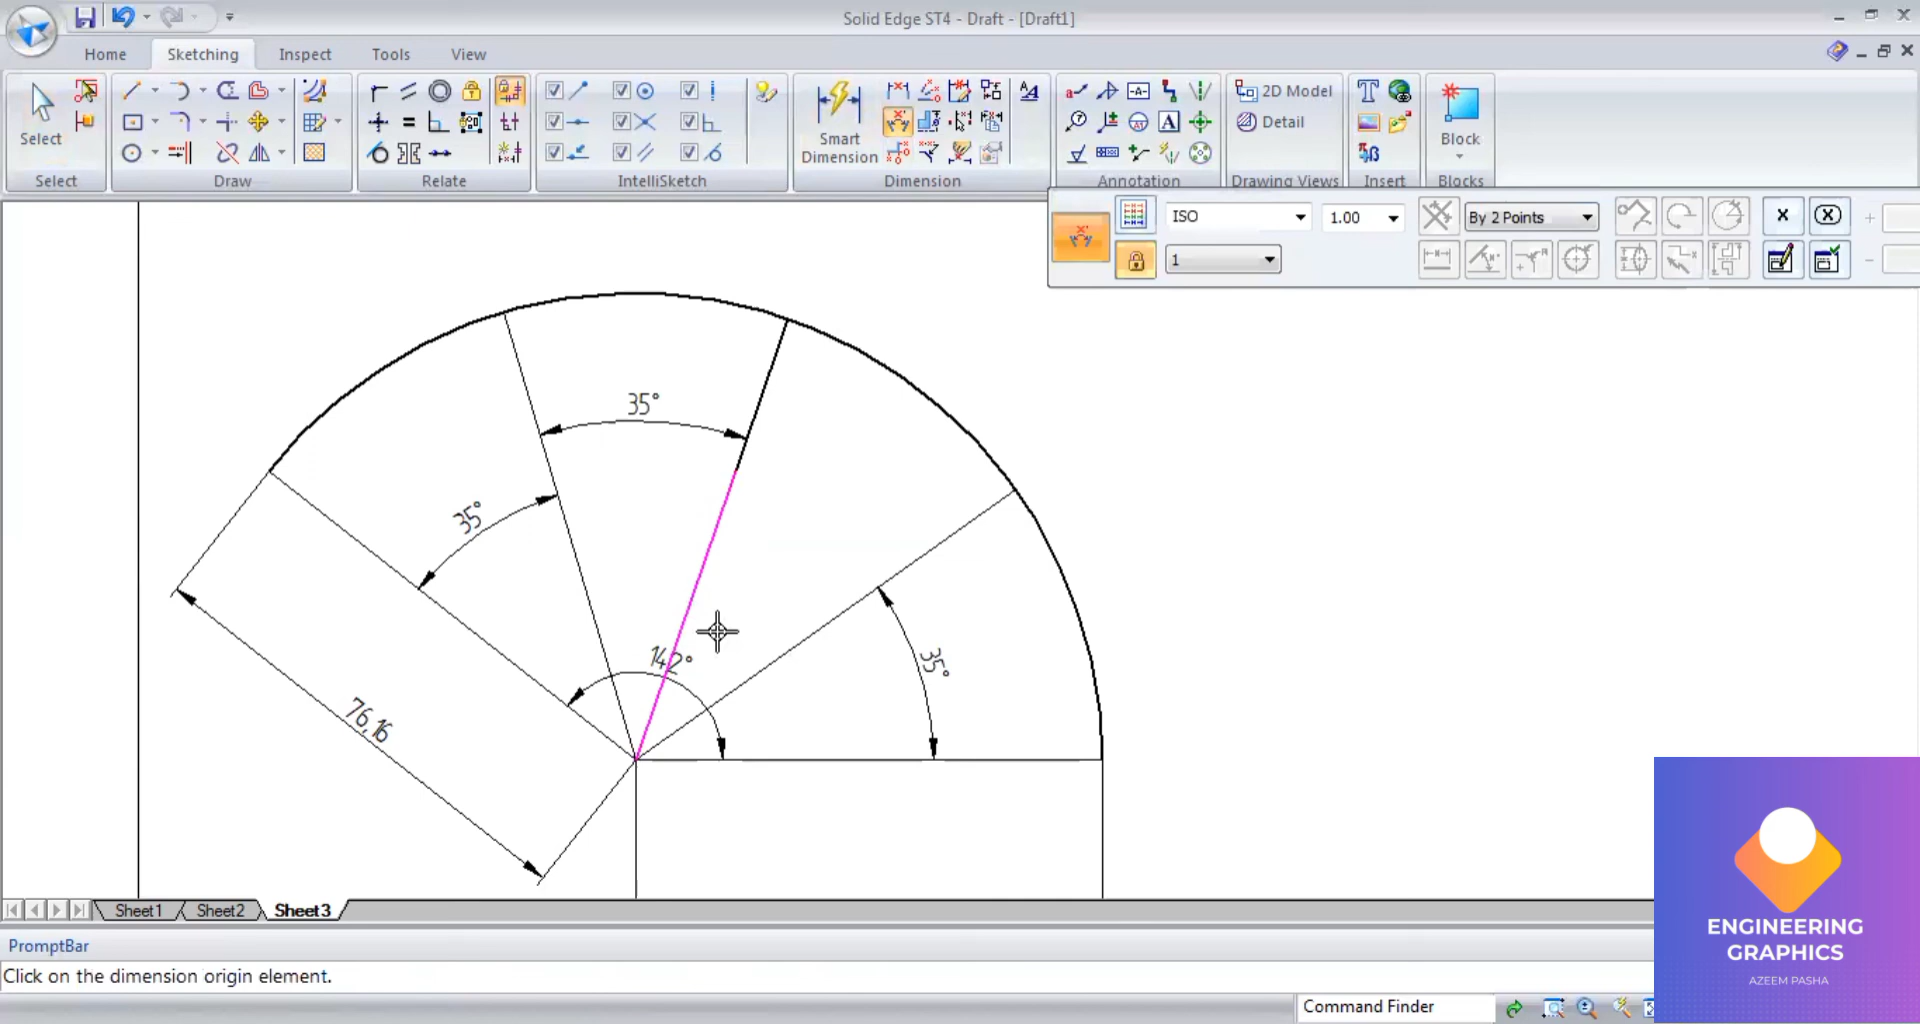 Solid Edge ST4 - Draft - [Draft1]
Home Sketching Inspect Tools View
2D Model
Detail
Select
Smart
Dimension
Block
Select Draw Relate IntelliSketch Dimension Annotation Drawing Views Insert Blocks
ISO 1.00 By 2 Points
1
35°
35°
142°
35°
76,16
Sheet1 Sheet2 Sheet3
PromptBar
Click on the dimension origin element.
Command Finder
ENGINEERING
GRAPHICS
AZEEM PASHA